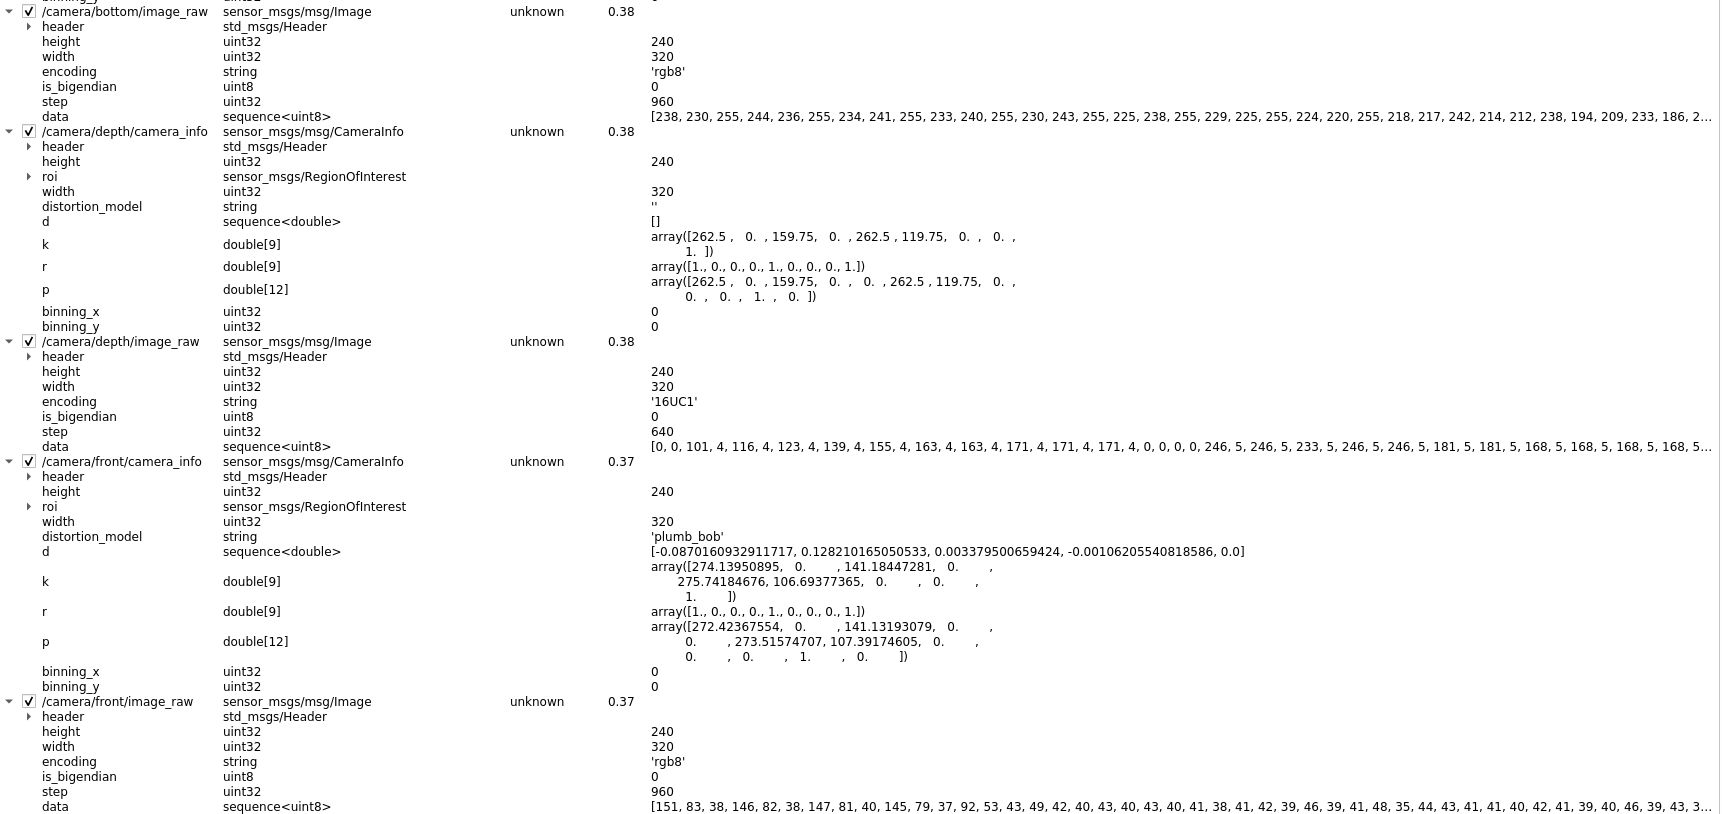 /camera/bottom/image_raw sensor_msgs/msg/Image unknown 0.38
header std_msgs/Header
height uint32 240
width uint32 320
encoding string 'rgb8'
is_bigendian uint8 0
step uint32 960
data sequence<uint8> [238, 230, 255, 244, 236, 255, 234, 241, 255, 233, 240, 255, 230, 243, 255, 225, 238, 255, 229, 225, 255, 224, 220, 255, 218, 217, 242, 214, 212, 238, 194, 209, 233, 186, 2...
/camera/depth/camera_info sensor_msgs/msg/CameraInfo unknown 0.38
header std_msgs/Header
height uint32 240
roi sensor_msgs/RegionOfInterest
width uint32 320
distortion_model string ''
d sequence<double> []
k double[9] array([262.5 , 0. , 159.75, 0. , 262.5 , 119.75, 0. , 0. ,
1. ])
r double[9] array([1., 0., 0., 0., 1., 0., 0., 0., 1.])
p double[12] array([262.5 , 0. , 159.75, 0. , 0. , 262.5 , 119.75, 0. ,
0. , 0. , 1. , 0. ])
binning_x uint32 0
binning_y uint32 0
/camera/depth/image_raw sensor_msgs/msg/Image unknown 0.38
header std_msgs/Header
height uint32 240
width uint32 320
encoding string '16UC1'
is_bigendian uint8 0
step uint32 640
data sequence<uint8> [0, 0, 101, 4, 116, 4, 123, 4, 139, 4, 155, 4, 163, 4, 163, 4, 171, 4, 171, 4, 171, 4, 0, 0, 0, 0, 246, 5, 246, 5, 233, 5, 246, 5, 246, 5, 181, 5, 181, 5, 168, 5, 168, 5, 168, 5, 168, 5...
/camera/front/camera_info sensor_msgs/msg/CameraInfo unknown 0.37
header std_msgs/Header
height uint32 240
roi sensor_msgs/RegionOfInterest
width uint32 320
distortion_model string 'plumb_bob'
d sequence<double> [-0.0870160932911717, 0.128210165050533, 0.003379500659424, -0.00106205540818586, 0.0]
k double[9] array([274.13950895, 0. , 141.18447281, 0. ,
275.74184676, 106.69377365, 0. , 0. ,
1. ])
r double[9] array([1., 0., 0., 0., 1., 0., 0., 0., 1.])
p double[12] array([272.42367554, 0. , 141.13193079, 0. ,
0. , 273.51574707, 107.39174605, 0. ,
0. , 0. , 1. , 0. ])
binning_x uint32 0
binning_y uint32 0
/camera/front/image_raw sensor_msgs/msg/Image unknown 0.37
header std_msgs/Header
height uint32 240
width uint32 320
encoding string 'rgb8'
is_bigendian uint8 0
step uint32 960
data sequence<uint8> [151, 83, 38, 146, 82, 38, 147, 81, 40, 145, 79, 37, 92, 53, 43, 49, 42, 40, 43, 40, 43, 40, 41, 38, 41, 42, 39, 46, 39, 41, 48, 35, 44, 43, 41, 41, 40, 42, 41, 39, 40, 46, 39, 43, 3...